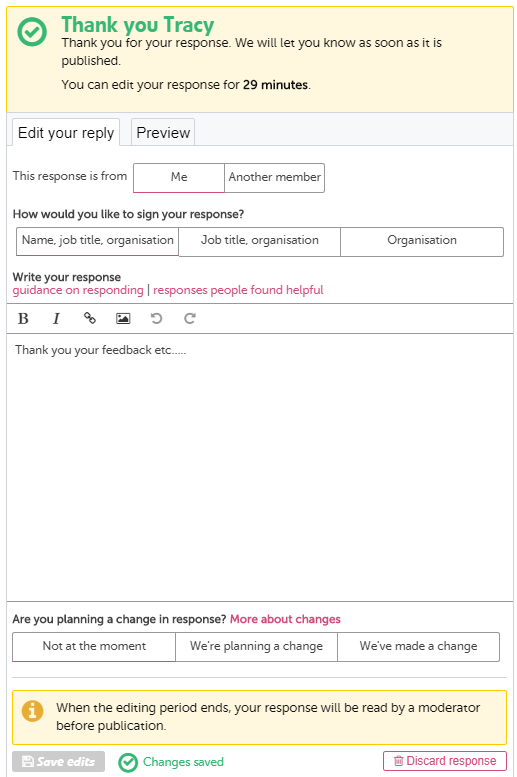 Thank you Tracy
Thank you for your response. We will let you know as soon as it is
published.
You can edit your response for 29 minutes.
Edit your reply Preview
This response is from Me Another member
How would you like to sign your response?
Name, job title, organisation Job title, organisation Organisation
Write your response
guidance on responding | responses people found helpful
B I
Thank you your feedback etc.....
Are you planning a change in response? More about changes
Not at the moment We're planning a change We've made a change
When the editing period ends, your response will be read by a moderator
before publication.
Save edits Changes saved Discard response